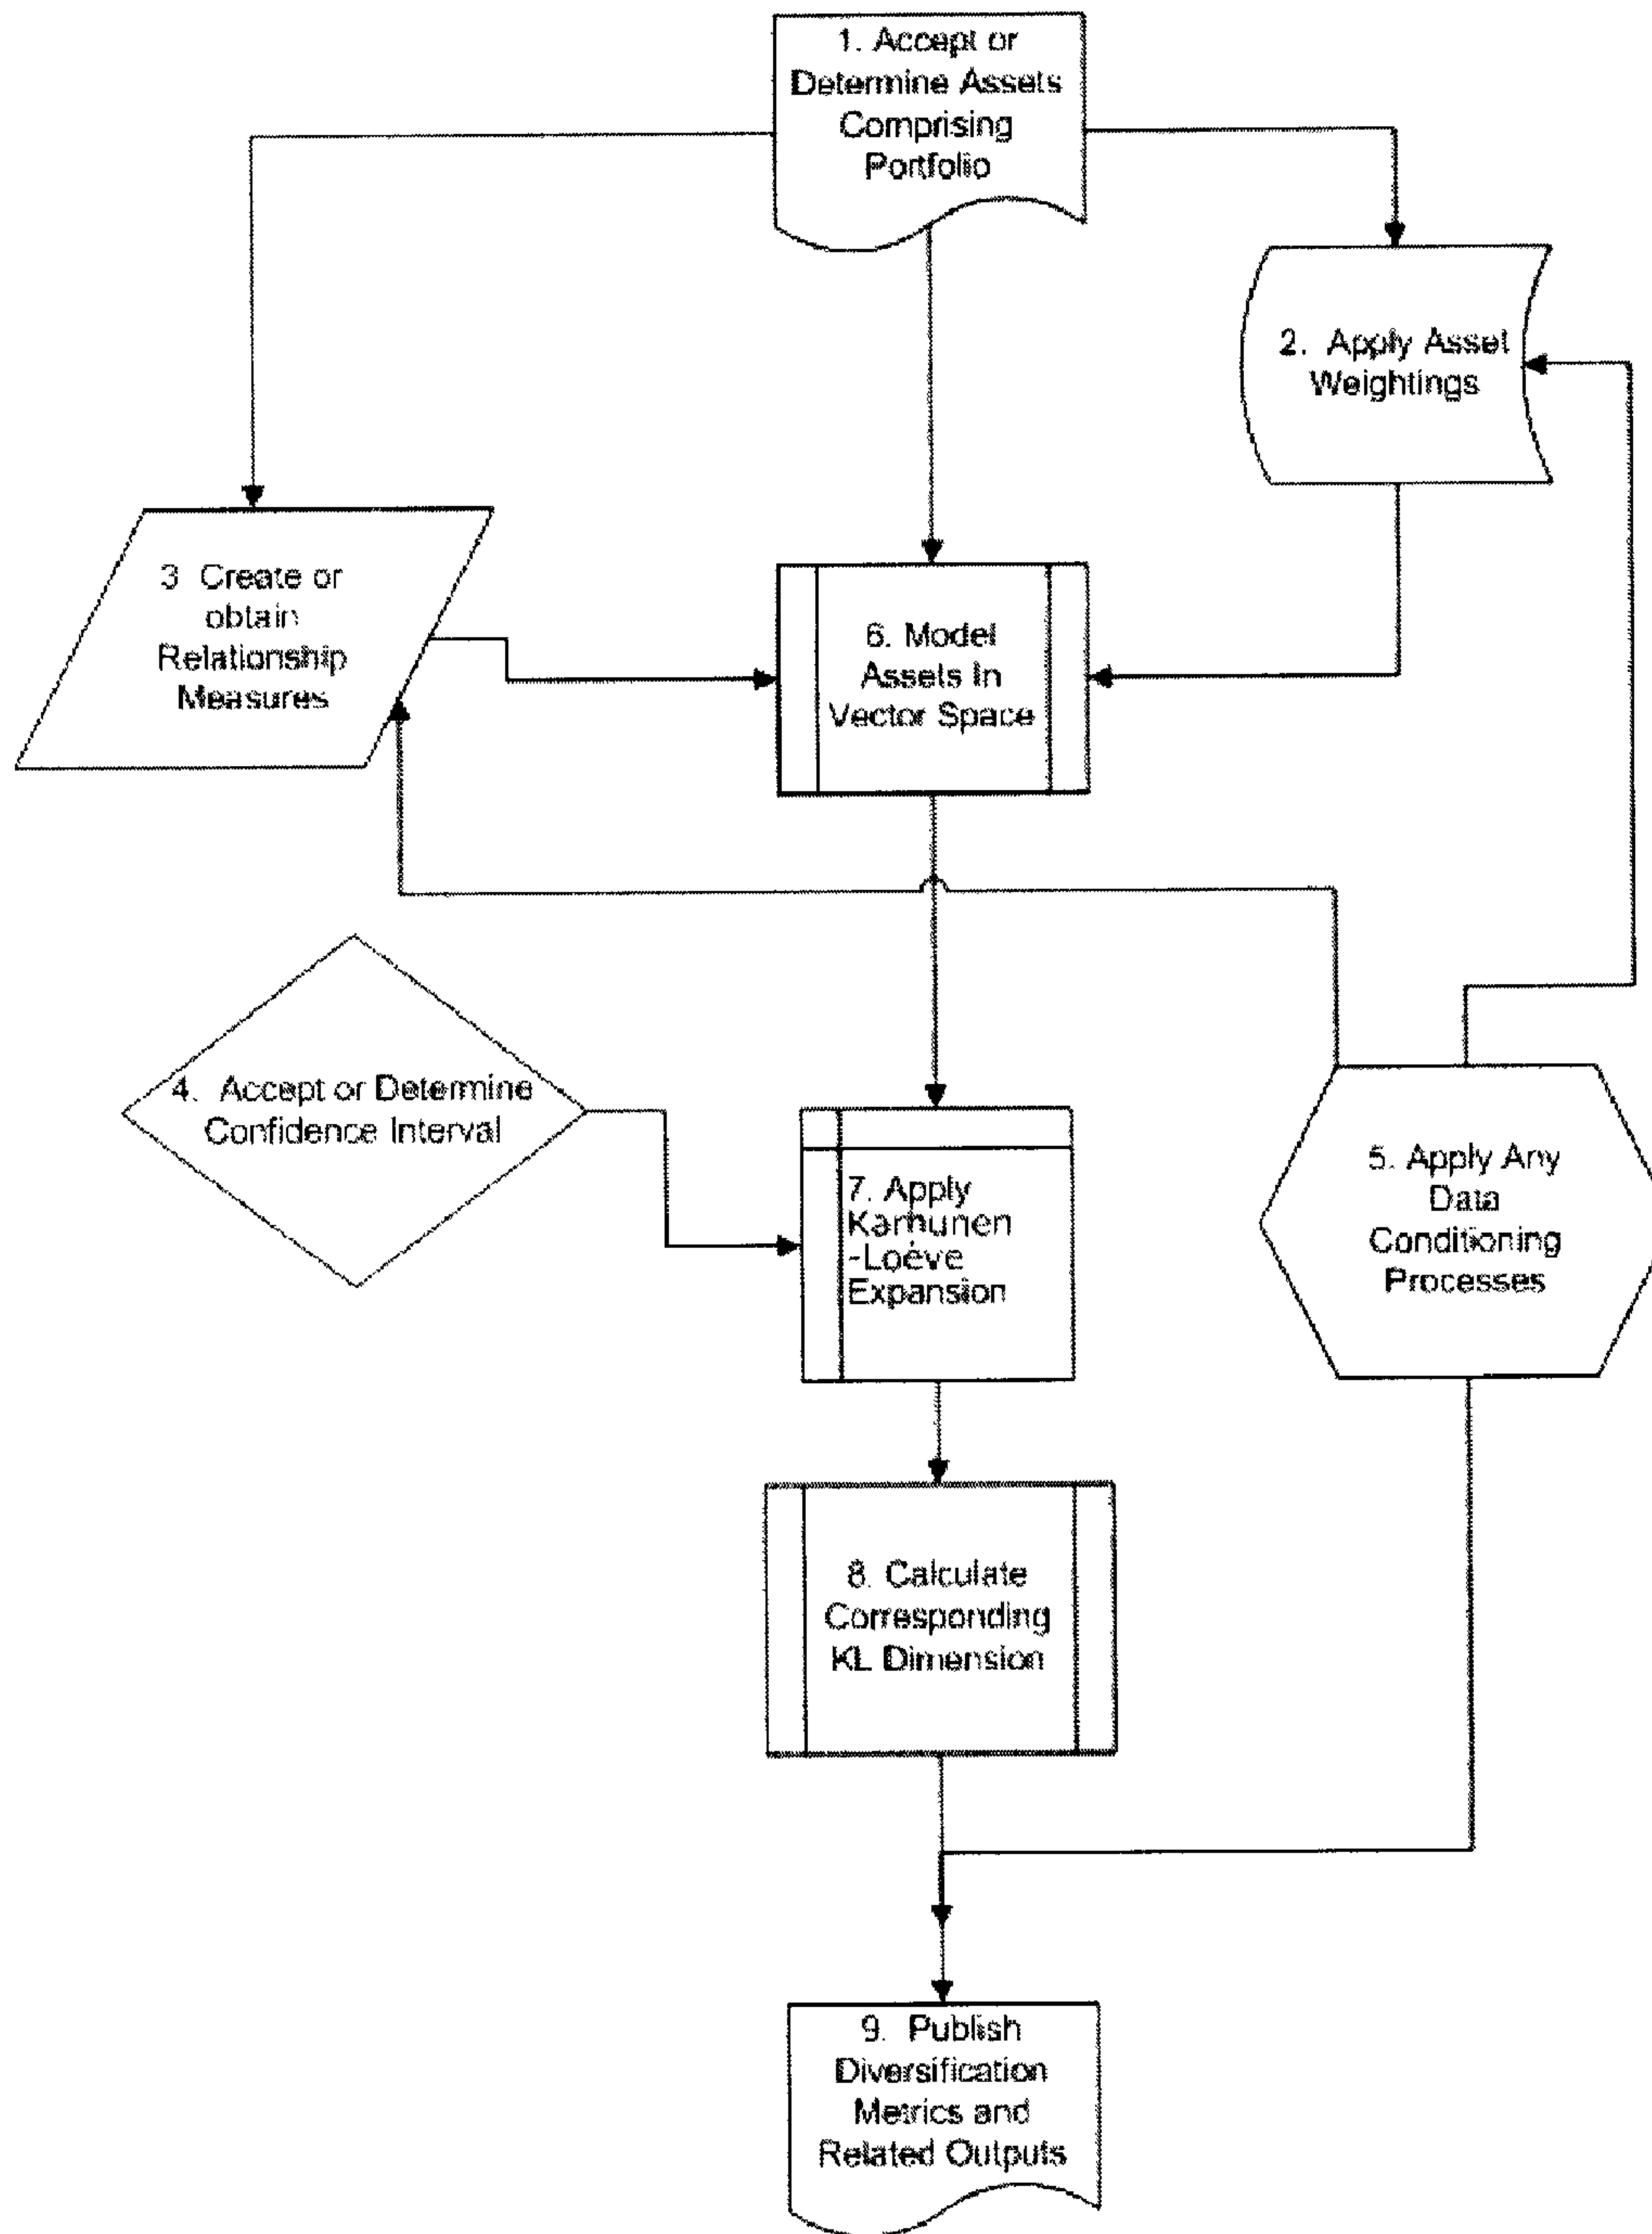 1. Accept or
Determine Assets
Comprising
Portfolio
2. Apply Asset
Weightings
3 Create or
obtain
Relationship
Measures
6. Model
Assets In
Vector Space
4. Accept or Determine
Confidence Interval
5. Apply Any
Data
Conditioning
Processes
7. Apply
Karhunen
-Loéve
Expansion
8. Calculate
Corresponding
KL Dimension
9. Publish
Diversification
Metrics and
Related Outputs